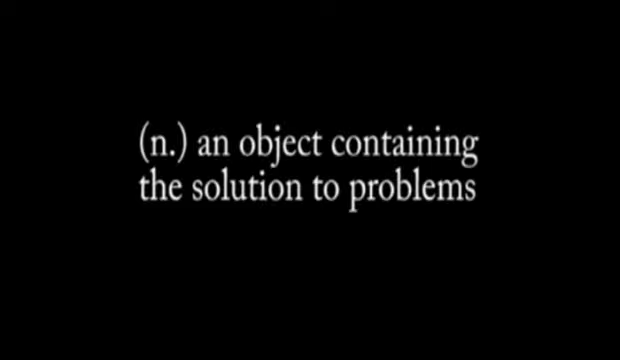 (n.) an object containing
the solution to problems